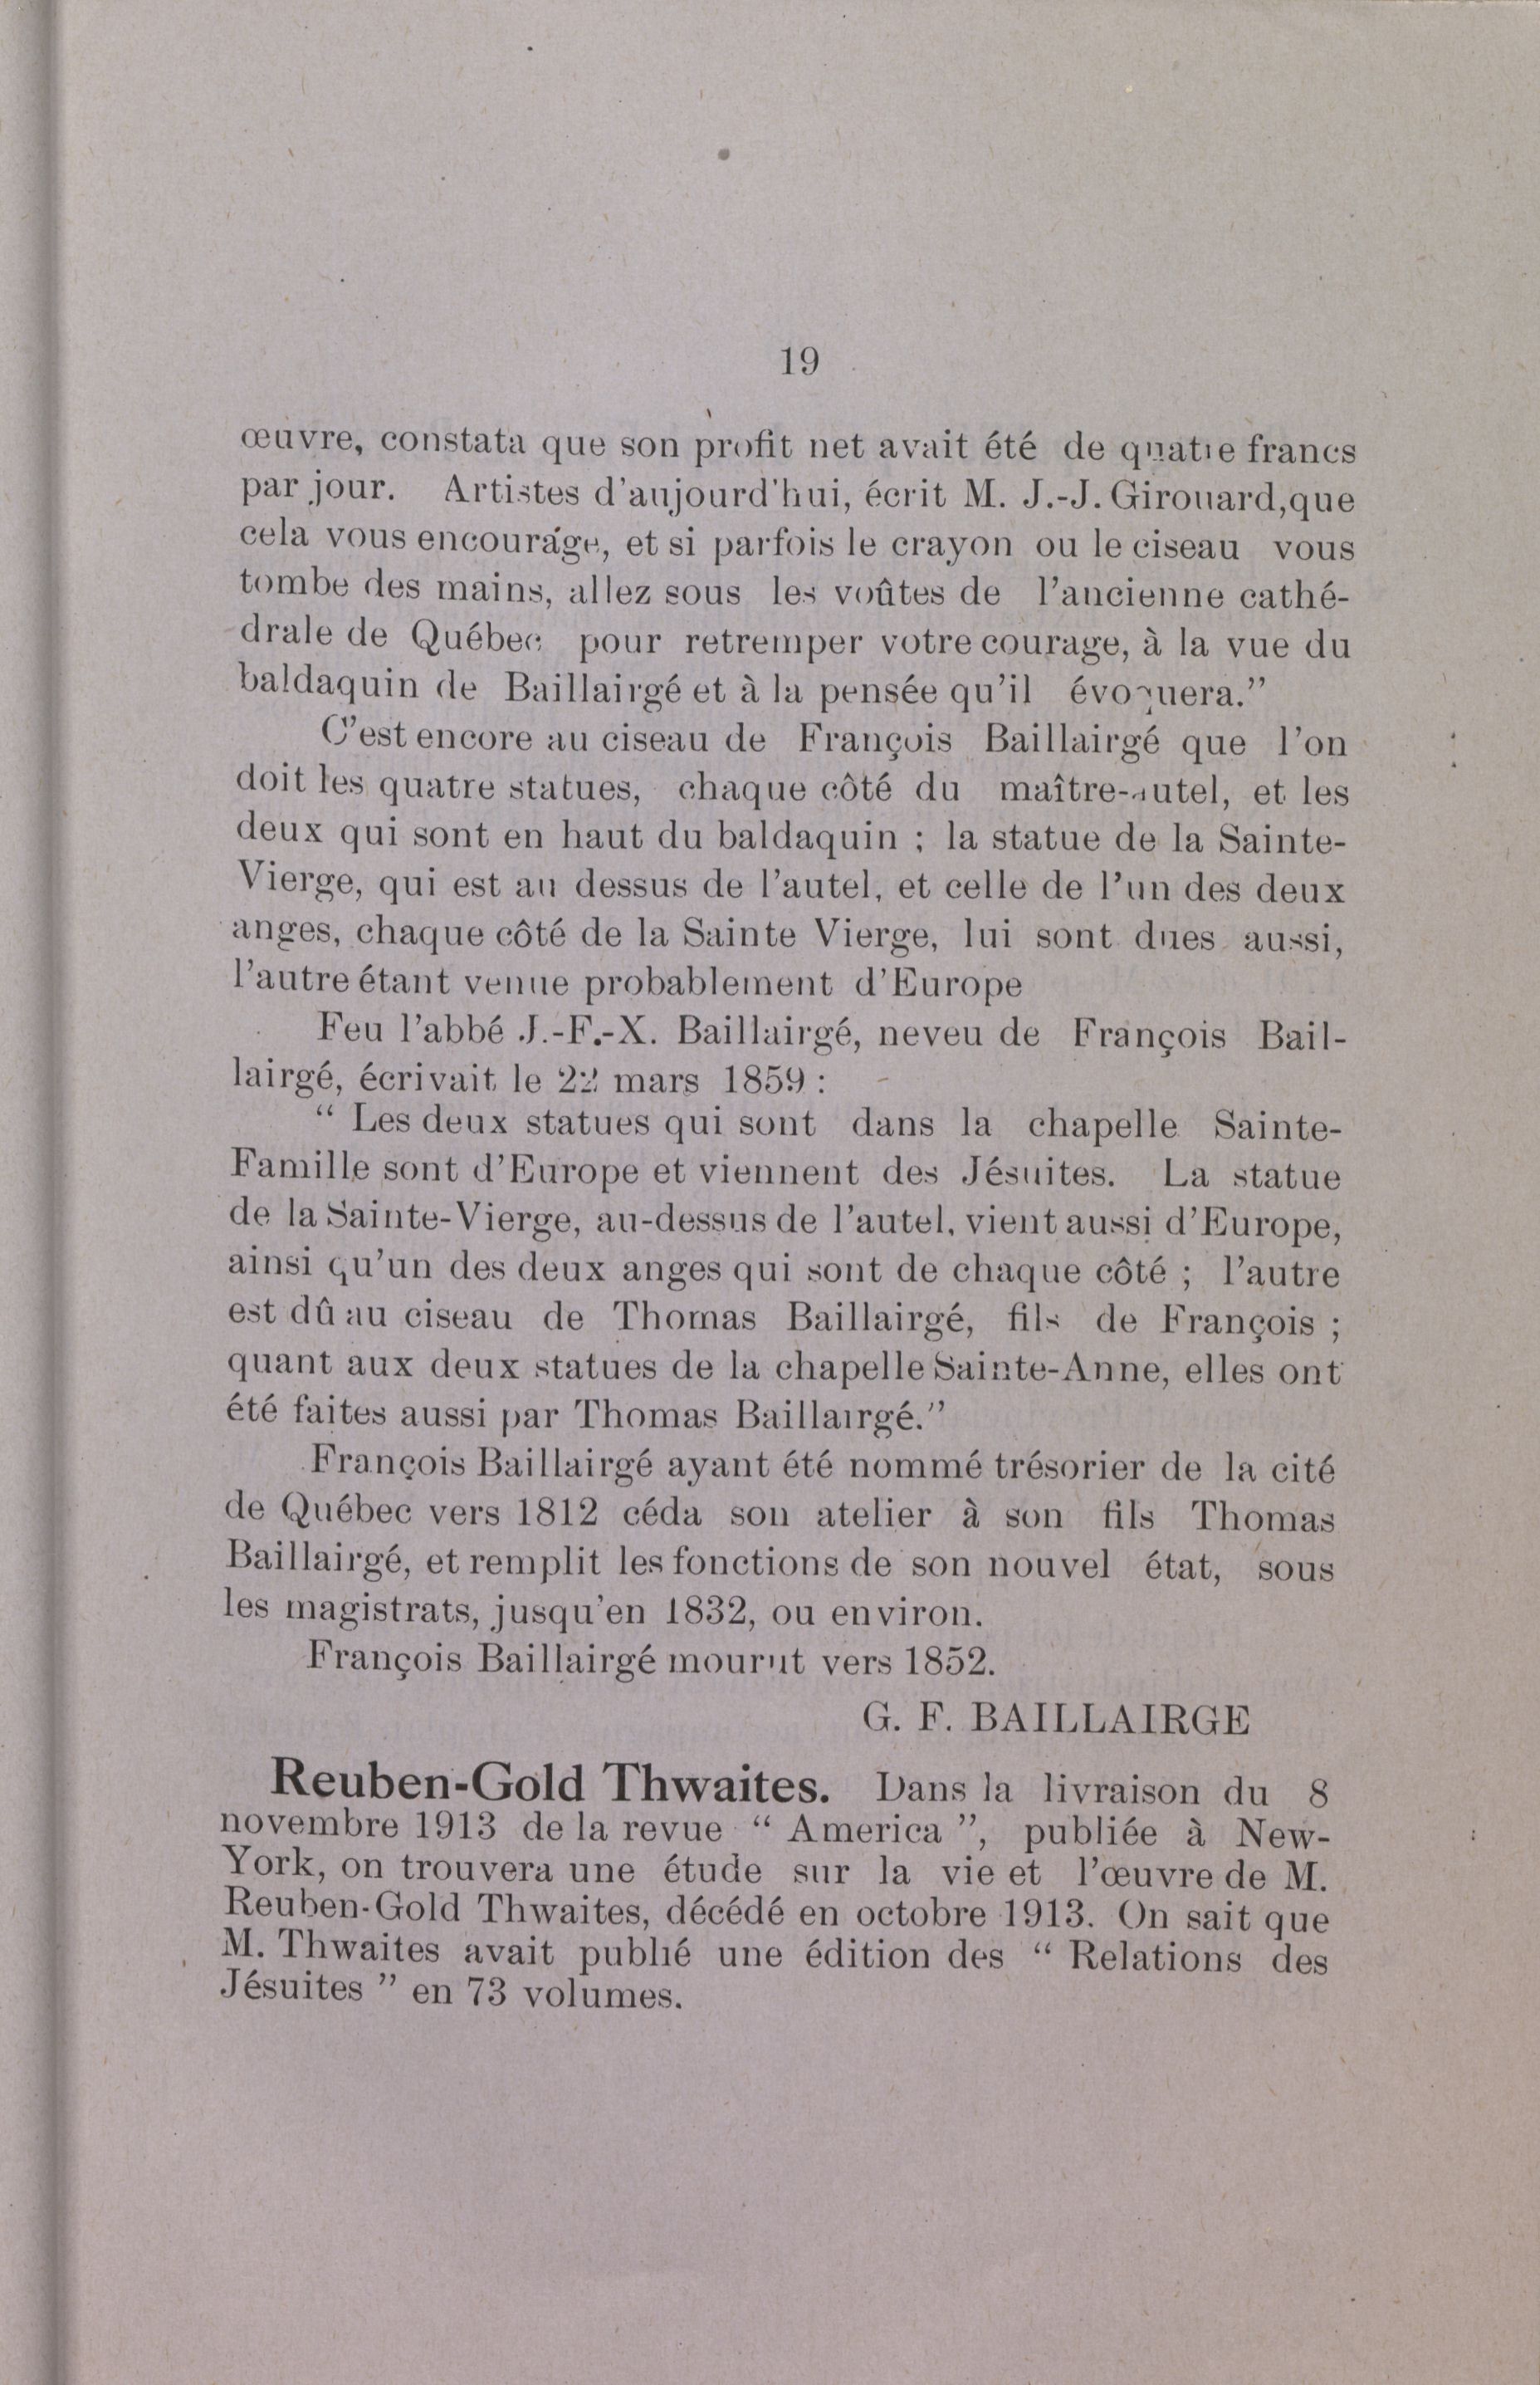 19
œuvre, constata que son profit net avait été de quatre francs
par jour. Artistes d'aujourd'hui, écrit M. J.-J. Girouard,que
cela vous encourage, et si parfois le crayon ou le ciseau vous
tombe des mains, allez sous les voûtes de l'ancienne cathé-
drale de Québec pour retremper votre courage, à la vue du
baldaquin de Baillairgé et à la pensée qu'il évoquera."
C'est encore au ciseau de François Baillairgé que l'on
doit les quatre statues, chaque côté du maître-autel, et les
deux qui sont en haut du baldaquin ; la statue de la Sainte-
Vierge, qui est au dessus de l'autel, et celle de l'un des deux
anges, chaque côté de la Sainte Vierge, lui sont dues aussi,
l'autre étant venue probablement d'Europe
Feu l'abbé J.-F.-X. Baillairgé, neveu de François Bail-
lairgé, écrivait le 22 mars 1859 :
" Les deux statues qui sont dans la chapelle Sainte-
Famille sont d'Europe et viennent des Jésuites. La statue
de la Sainte-Vierge, au-dessus de l'autel, vient aussi d'Europe,
ainsi qu'un des deux anges qui sont de chaque côté ; l'autre
est dû au ciseau de Thomas Baillairgé, fils de François ;
quant aux deux statues de la chapelle Sainte-Anne, elles ont
été faites aussi par Thomas Baillairgé."
François Baillairgé ayant été nommé trésorier de la cité
de Québec vers 1812 céda son atelier à son fils Thomas
Baillairgé, et remplit les fonctions de son nouvel état, sous
les magistrats, jusqu'en 1832, ou environ.
François Baillairgé mourut vers 1852.
G. F. BAILLAIRGE
Reuben-Gold Thwaites. Dans la livraison du 8
novembre 1913 de la revue " America ", publiée à New-
York, on trouvera une étude sur la vie et l'œuvre de M.
Reuben-Gold Thwaites, décédé en octobre 1913. On sait que
M. Thwaites avait publié une édition des " Relations des
Jésuites " en 73 volumes.